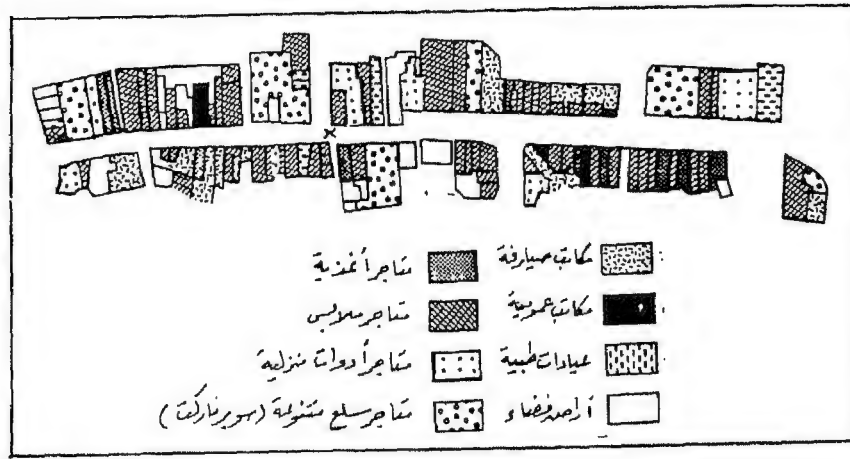 متاجر أغذية
مكاتب صيارفة
متاجر ملابس
مكاتب عمومية
متاجر أدوات منزلية
عيادات طبية
متاجر سلع متنوعة (سوبر ماركت)
أراضى فضاء